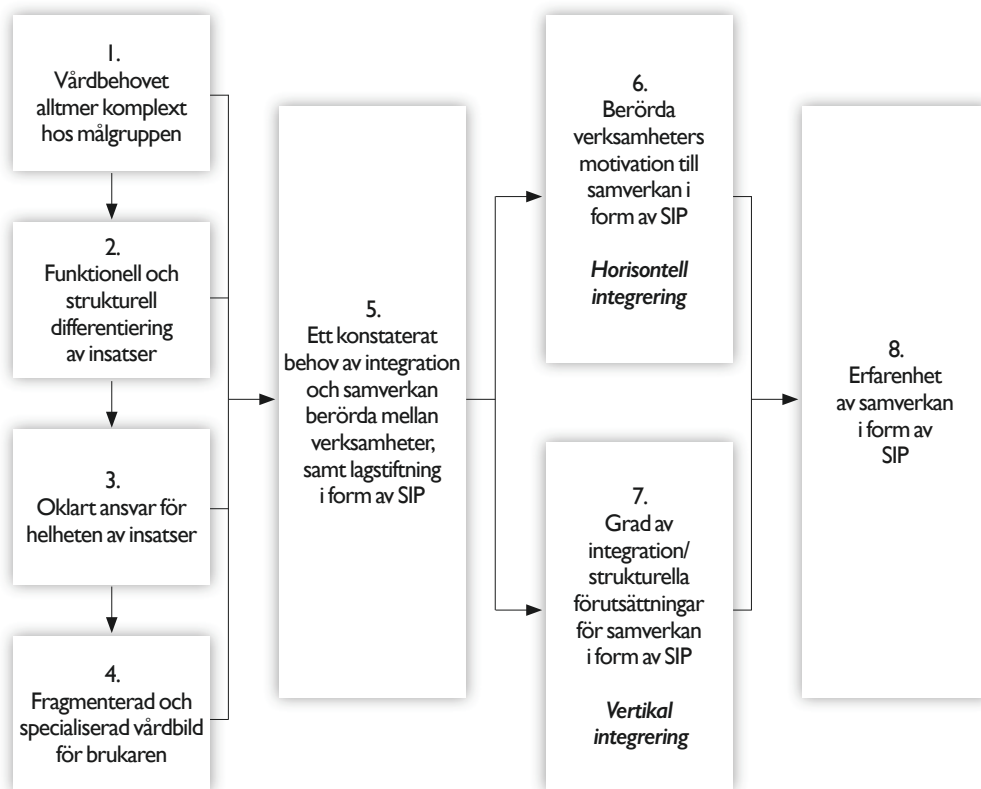 1.
Vårdbehovet
alltmer komplext
hos målgruppen
2.
Funktionell och
strukturell
differentiering
av insatser
3.
Oklart ansvar för
helheten av insatser
4.
Fragmenterad och
specialiserad vårdbild
för brukaren
5.
Ett konstaterat
behov av integration
och samverkan
berörda mellan
verksamheter,
samt lagstiftning
i form av SIP
6.
Berörda
verksamheters
motivation till
samverkan i
form av SIP
Horisontell
integrering
7.
Grad av
integration/
strukturella
förutsättningar
för samverkan
i form av SIP
Vertikal
integrering
8.
Erfarenhet
av samverkan
i form av
SIP